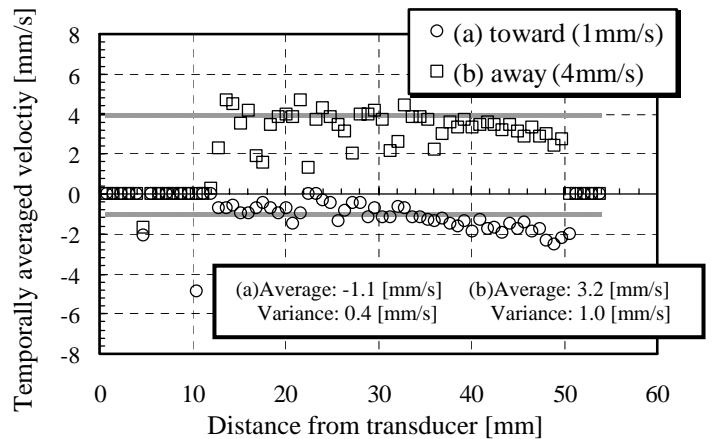 (a) toward (1mm/s)
(b) away (4mm/s)
Temporally averaged veloctiy [mm/s]
8
6
4
2
0
-2
-4
-6
-8
(a)Average: -1.1 [mm/s] (b)Average: 3.2 [mm/s]
Variance: 0.4 [mm/s] Variance: 1.0 [mm/s]
0 10 20 30 40 50 60
Distance from transducer [mm]